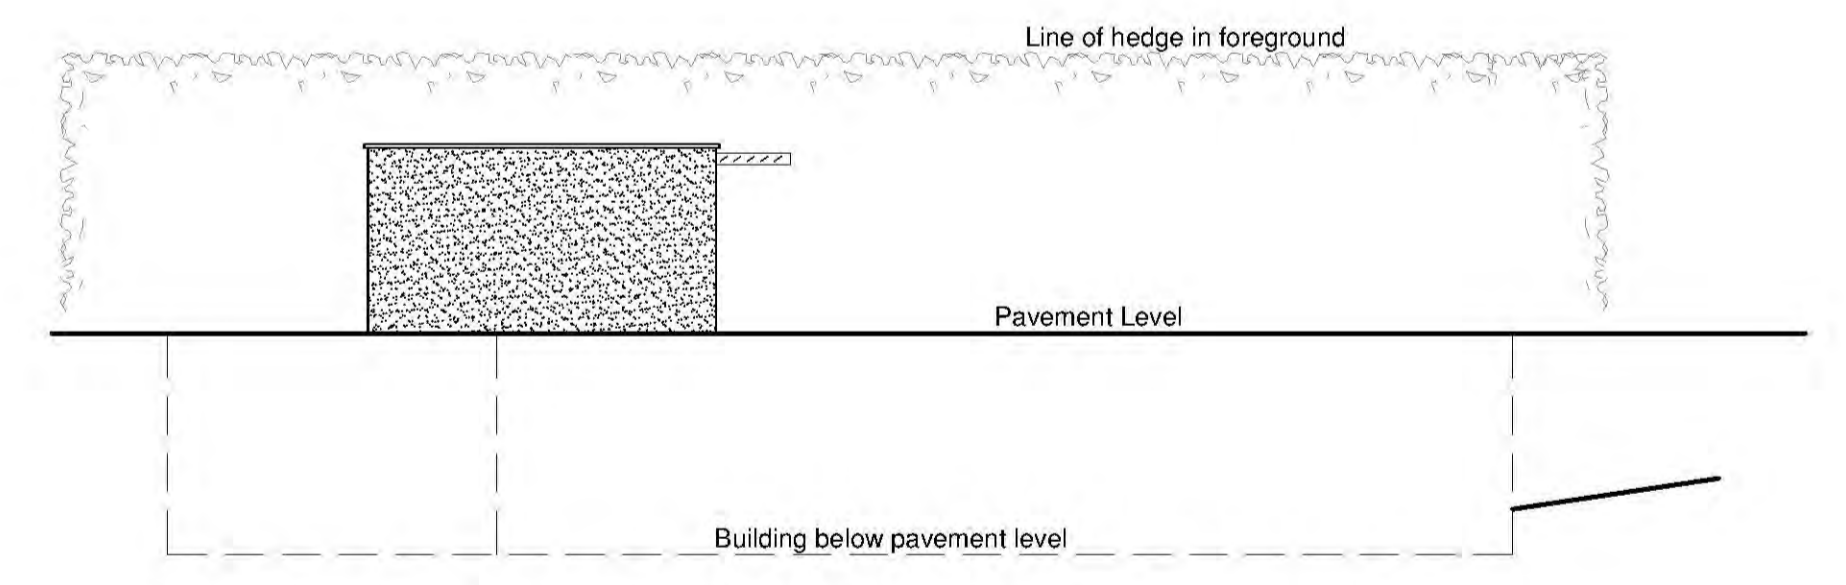 Line of hedge in foreground
Pavement Level
Building below pavement level